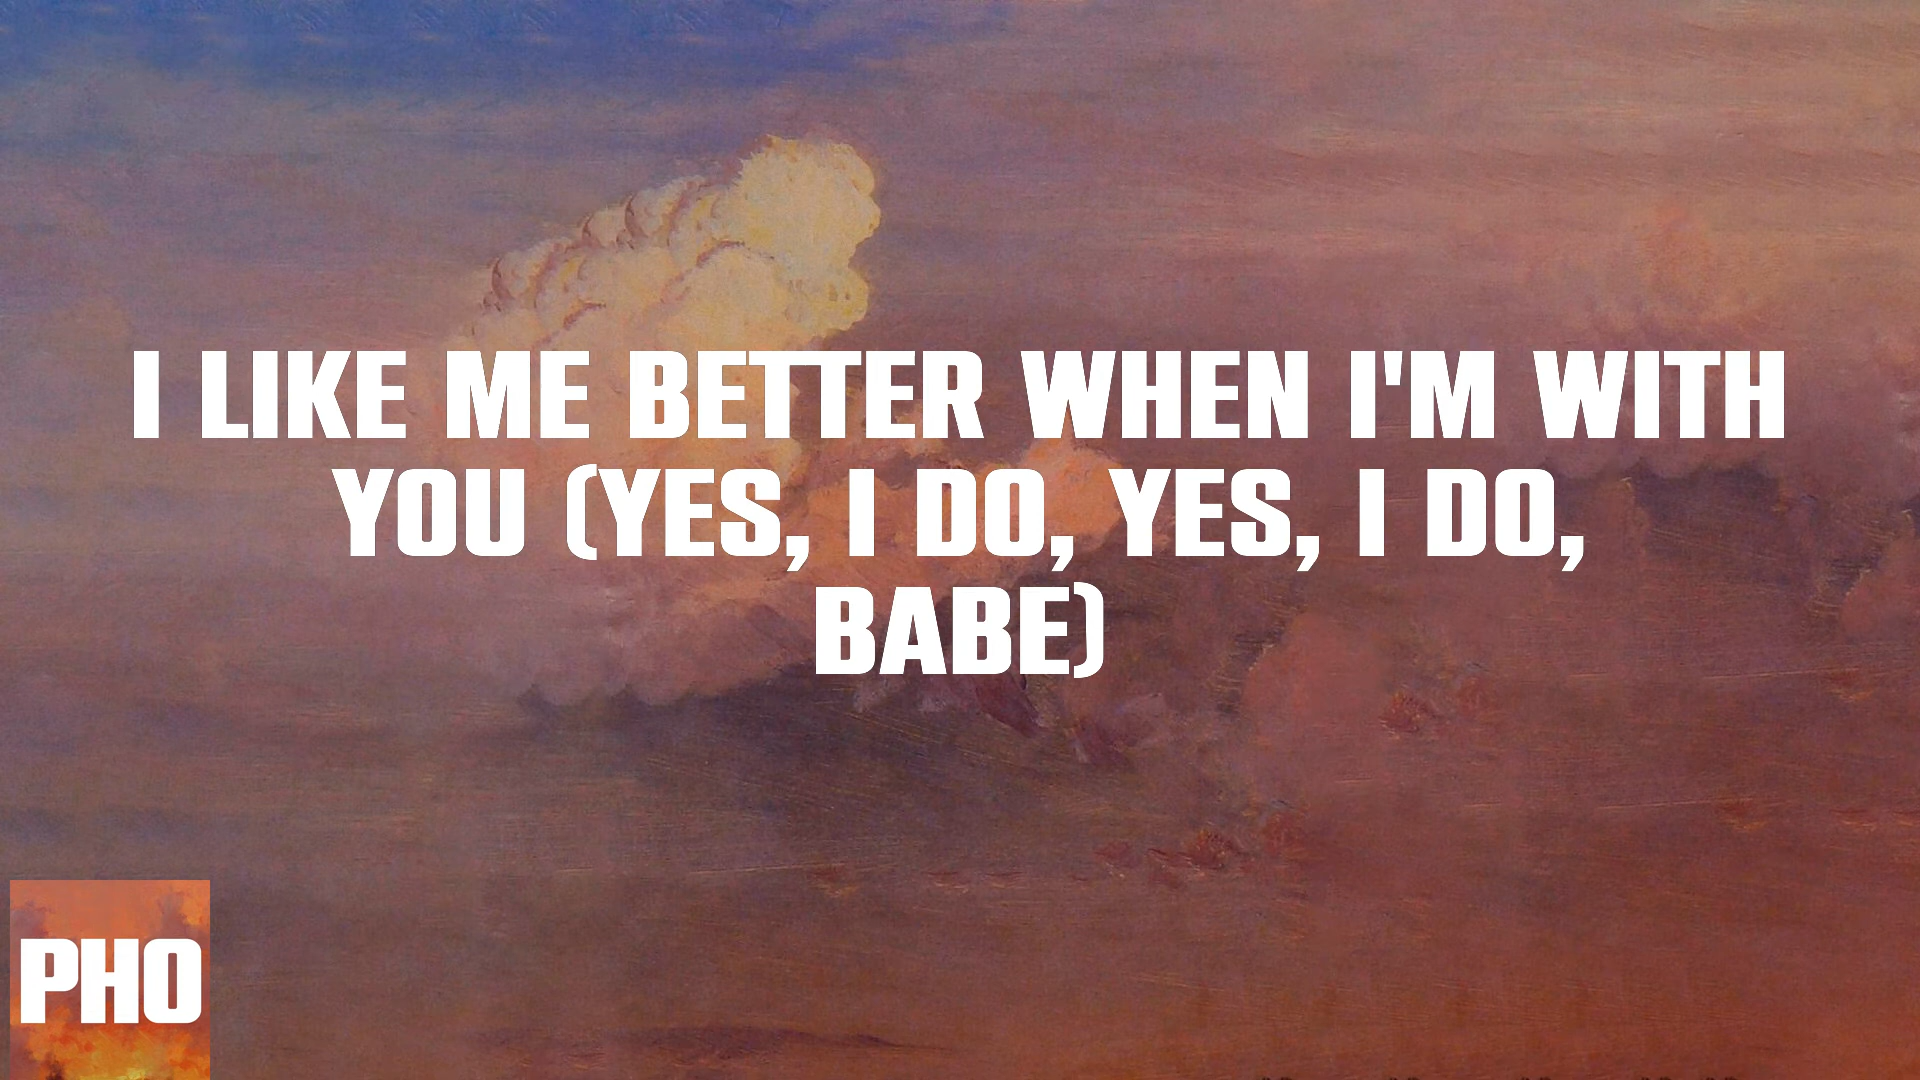 I LIKE ME BETTER WHEN I'M WITH
YOU (YES, I DO, YES, I DO,
BABE)
PHO